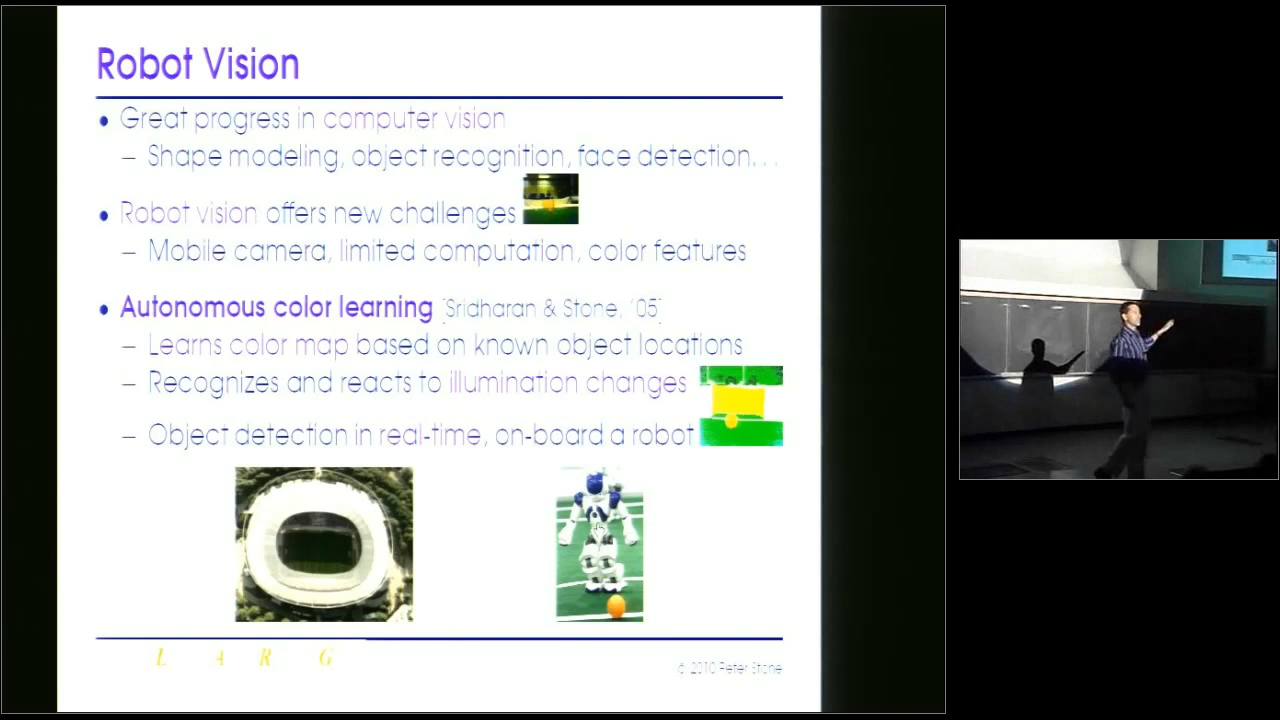 Robot Vision
• Great progress in computer vision
– Shape modeling, object recognition, face detection. . .
• Robot vision offers new challenges
– Mobile camera, limited computation, color features
• Autonomous color learning [Sridharan & Stone, '05]
– Learns color map based on known object locations
– Recognizes and reacts to illumination changes
– Object detection in real-time, on-board a robot
L A R G
© 2010 Peter Stone